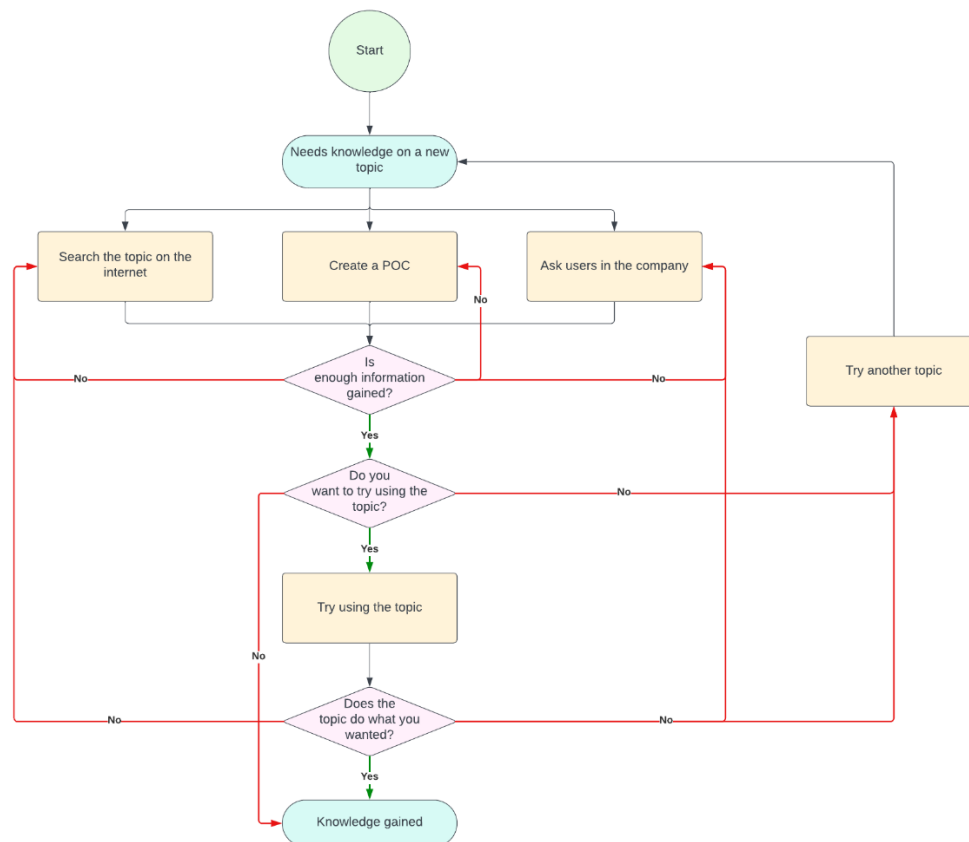 Start
Needs knowledge on a new
topic
Search the topic on the
internet
Create a POC
Ask users in the company
No
Is
enough information
gained?
No
No
Try another topic
Yes
Do you
want to try using the
topic?
No
Yes
Try using the topic
No
Does the
topic do what you
wanted?
No
No
Yes
Knowledge gained